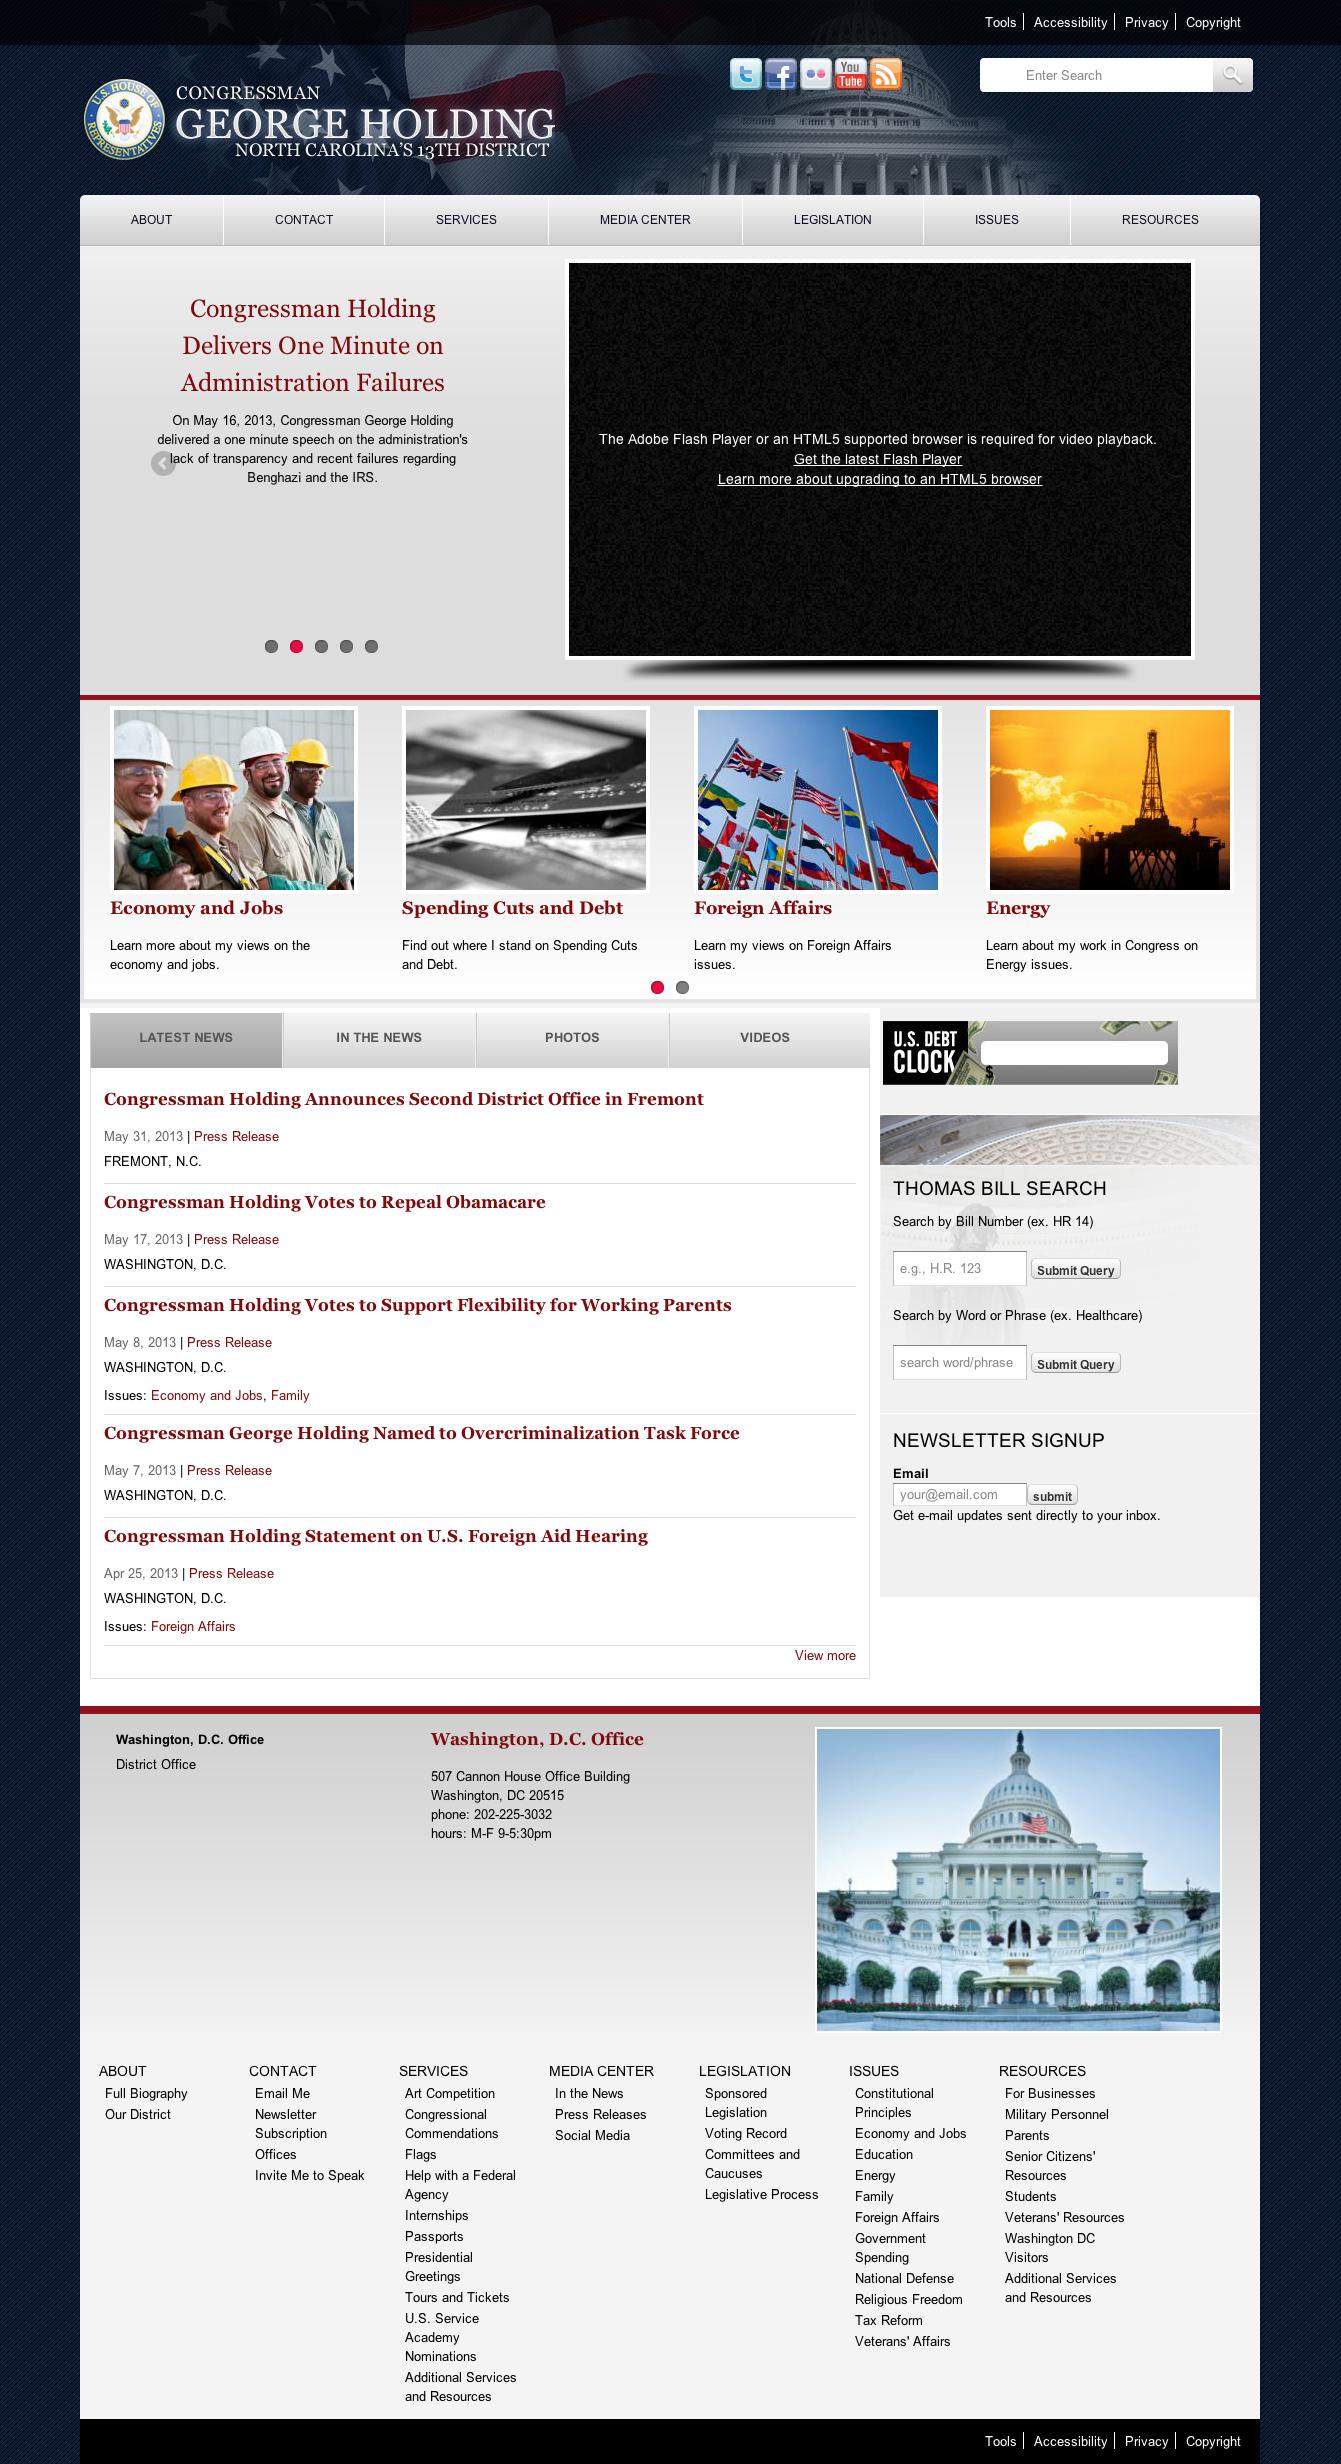 Tools
Accessibility
Privacy
Copyright
You
Tube
Enter Search
U.S. HOUSE OF REPRESENTATIVES
CONGRESSMAN
GEORGE HOLDING
NORTH CAROLINA'S 13TH DISTRICT
ABOUT
CONTACT
SERVICES
MEDIA CENTER
LEGISLATION
ISSUES
RESOURCES
Congressman Holding
Delivers One Minute on
Administration Failures
On May 16, 2013, Congressman George Holding
delivered a one minute speech on the administration's
lack of transparency and recent failures regarding
Benghazi and the IRS.
The Adobe Flash Player or an HTML5 supported browser is required for video playback.
Get the latest Flash Player
Learn more about upgrading to an HTML5 browser
Economy and Jobs
Learn more about my views on the
economy and jobs.
Spending Cuts and Debt
Find out where I stand on Spending Cuts
and Debt.
Foreign Affairs
Learn my views on Foreign Affairs
issues.
Energy
Learn about my work in Congress on
Energy issues.
LATEST NEWS
IN THE NEWS
PHOTOS
VIDEOS
Congressman Holding Announces Second District Office in Fremont
May 31, 2013 | Press Release
FREMONT, N.C.
Congressman Holding Votes to Repeal Obamacare
May 17, 2013 | Press Release
WASHINGTON, D.C.
Congressman Holding Votes to Support Flexibility for Working Parents
May 8, 2013 | Press Release
WASHINGTON, D.C.
Issues: Economy and Jobs, Family
Congressman George Holding Named to Overcriminalization Task Force
May 7, 2013 | Press Release
WASHINGTON, D.C.
Congressman Holding Statement on U.S. Foreign Aid Hearing
Apr 25, 2013 | Press Release
WASHINGTON, D.C.
Issues: Foreign Affairs
View more
U.S. DEBT
CLOCK
$
THOMAS BILL SEARCH
Search by Bill Number (ex. HR 14)
e.g., H.R. 123
Submit Query
Search by Word or Phrase (ex. Healthcare)
search word/phrase
Submit Query
NEWSLETTER SIGNUP
Email
your@email.com
submit
Get e-mail updates sent directly to your inbox.
Washington, D.C. Office
District Office
Washington, D.C. Office
507 Cannon House Office Building
Washington, DC 20515
phone: 202-225-3032
hours: M-F 9-5:30pm
ABOUT
Full Biography
Our District
CONTACT
Email Me
Newsletter
Subscription
Offices
Invite Me to Speak
SERVICES
Art Competition
Congressional
Commendations
Flags
Help with a Federal
Agency
Internships
Passports
Presidential
Greetings
Tours and Tickets
U.S. Service
Academy
Nominations
Additional Services
and Resources
MEDIA CENTER
In the News
Press Releases
Social Media
LEGISLATION
Sponsored
Legislation
Voting Record
Committees and
Caucuses
Legislative Process
ISSUES
Constitutional
Principles
Economy and Jobs
Education
Energy
Family
Foreign Affairs
Government
Spending
National Defense
Religious Freedom
Tax Reform
Veterans' Affairs
RESOURCES
For Businesses
Military Personnel
Parents
Senior Citizens'
Resources
Students
Veterans' Resources
Washington DC
Visitors
Additional Services
and Resources
Tools
Accessibility
Privacy
Copyright